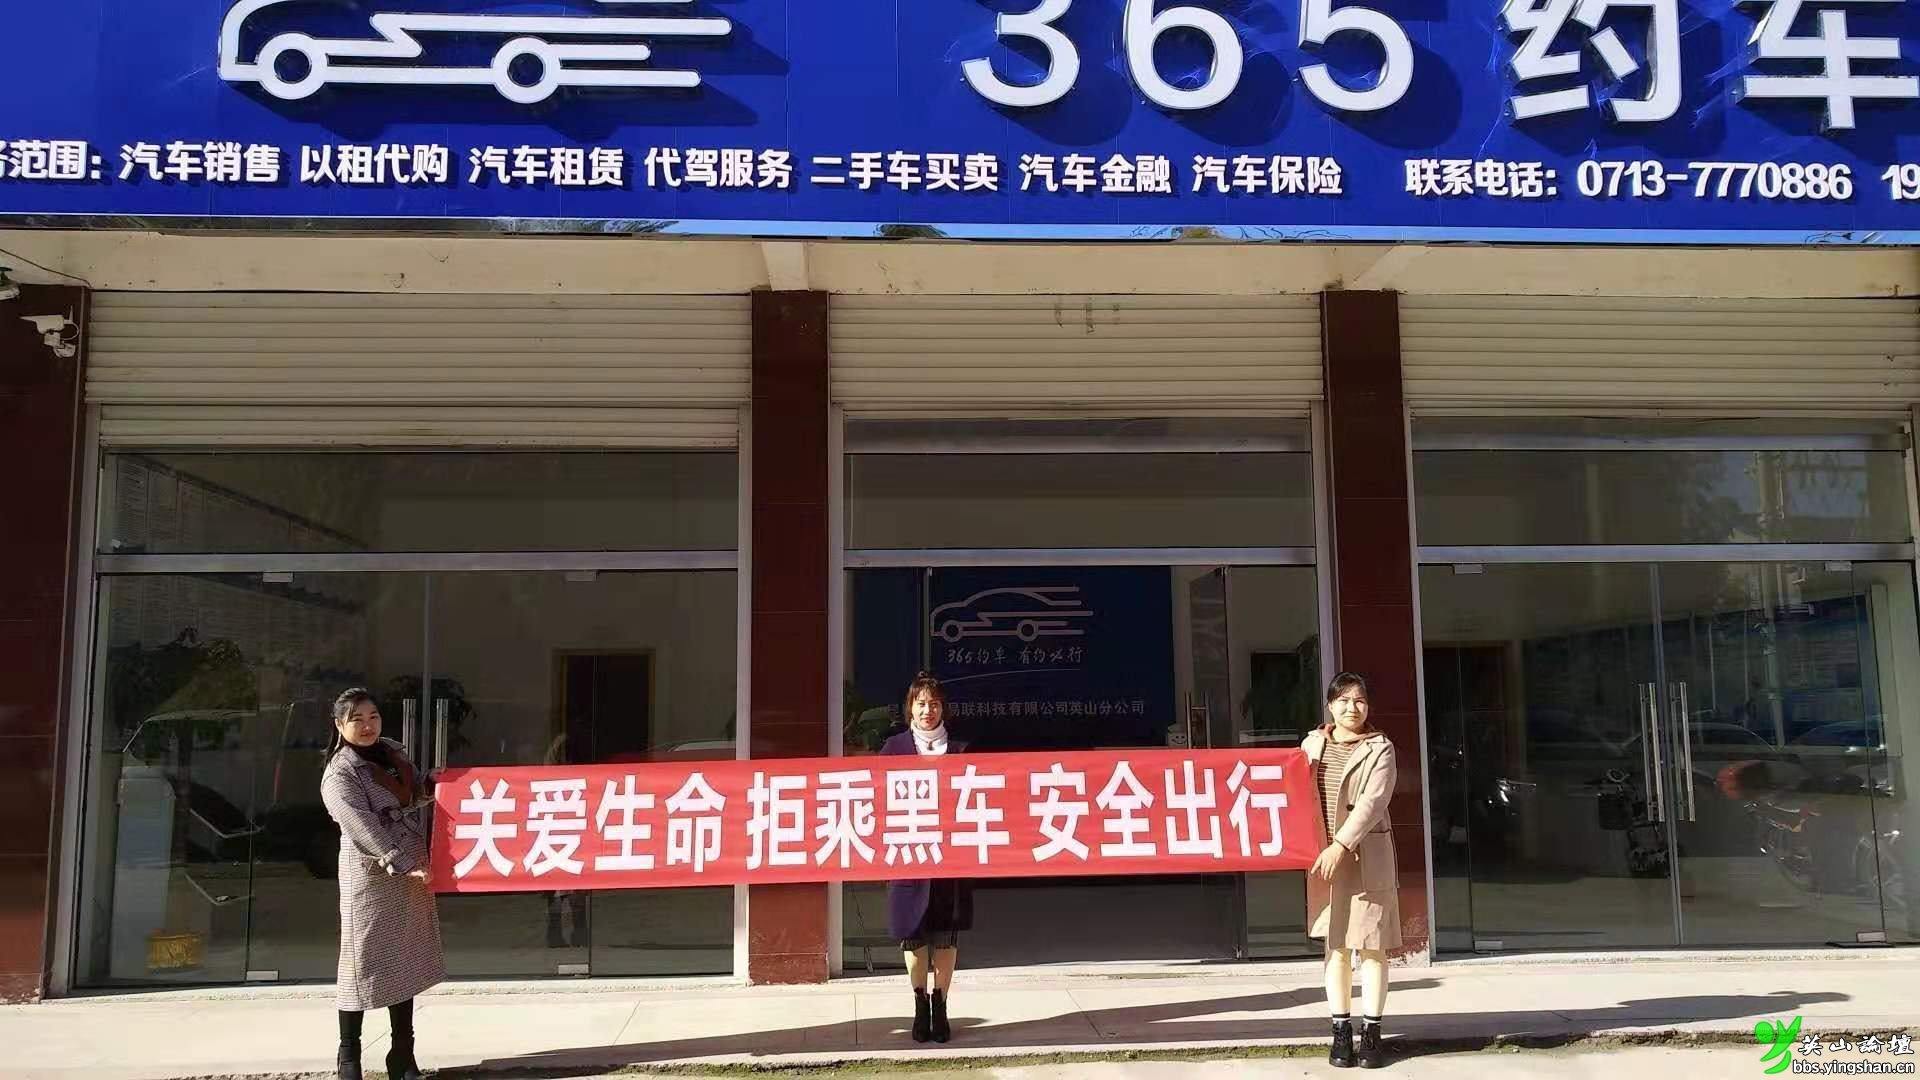 365约车
务范围：汽车销售 以租代购 汽车租赁 代驾服务 二手车买卖 汽车金融 汽车保险 联系电话：0713-7770886 19
365约车 有约必行
易联科技有限公司英山分公司
关爱生命 拒乘黑车 安全出行
英山論壇
bbs.yingshan.cn